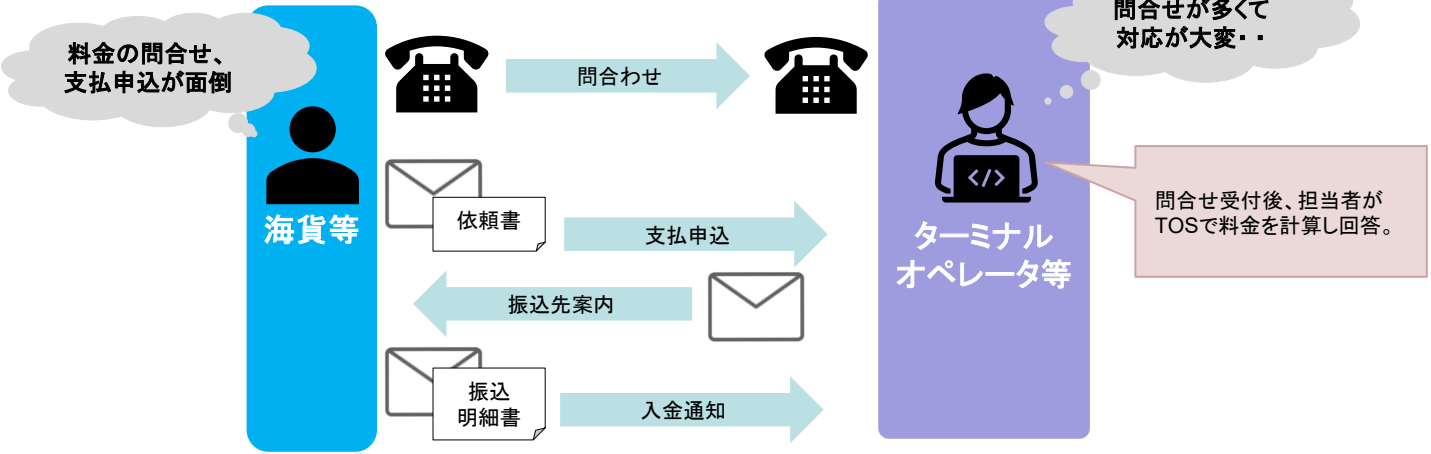 問合せが多くて
対応が大変・・
料金の問合せ、
支払申込が面倒
問合わせ
海貨等
依頼書
支払申込
ターミナル
オペレータ等
</>
問合せ受付後、担当者が
TOSで料金を計算し回答。
振込先案内
振込
明細書
入金通知